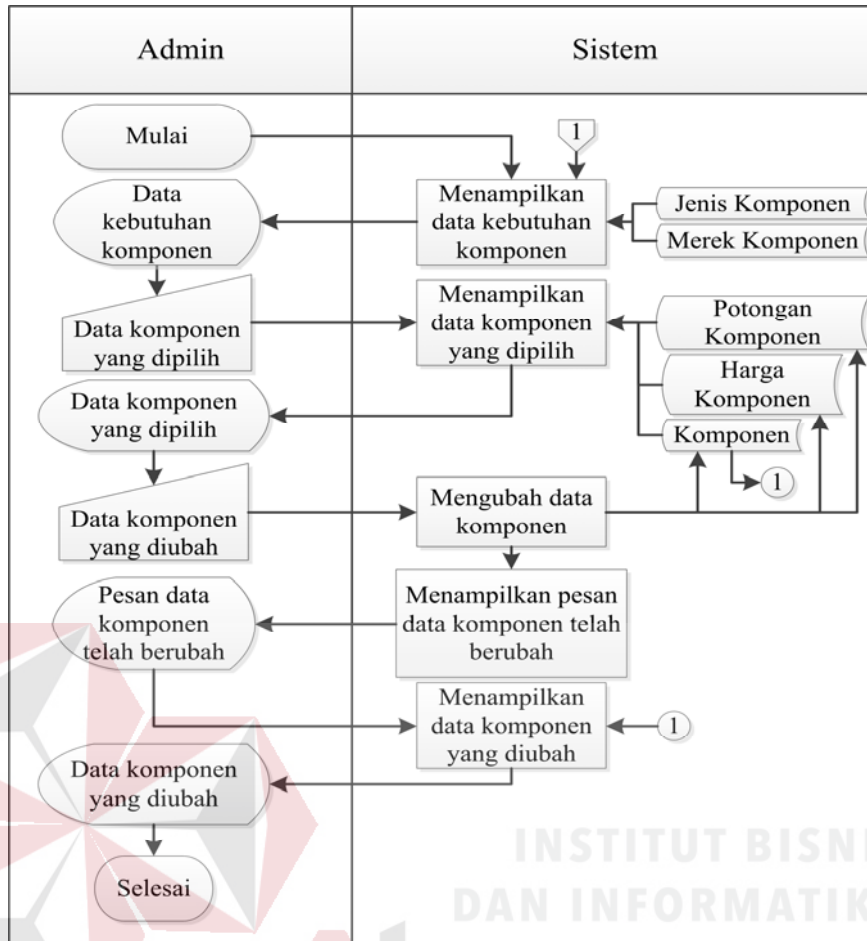 Admin
Sistem
Mulai
1
Data
kebutuhan
komponen
Menampilkan
data kebutuhan
komponen
Jenis Komponen
Merek Komponen
Data komponen
yang dipilih
Menampilkan
data komponen
yang dipilih
Potongan
Komponen
Harga
Komponen
Komponen
1
Data komponen
yang dipilih
Data komponen
yang diubah
Mengubah data
komponen
Pesan data
komponen
telah berubah
Menampilkan pesan
data komponen telah
berubah
Menampilkan
data komponen
yang diubah
1
Data komponen
yang diubah
Selesai
INSTITUT BISNI
DAN INFORMATIK